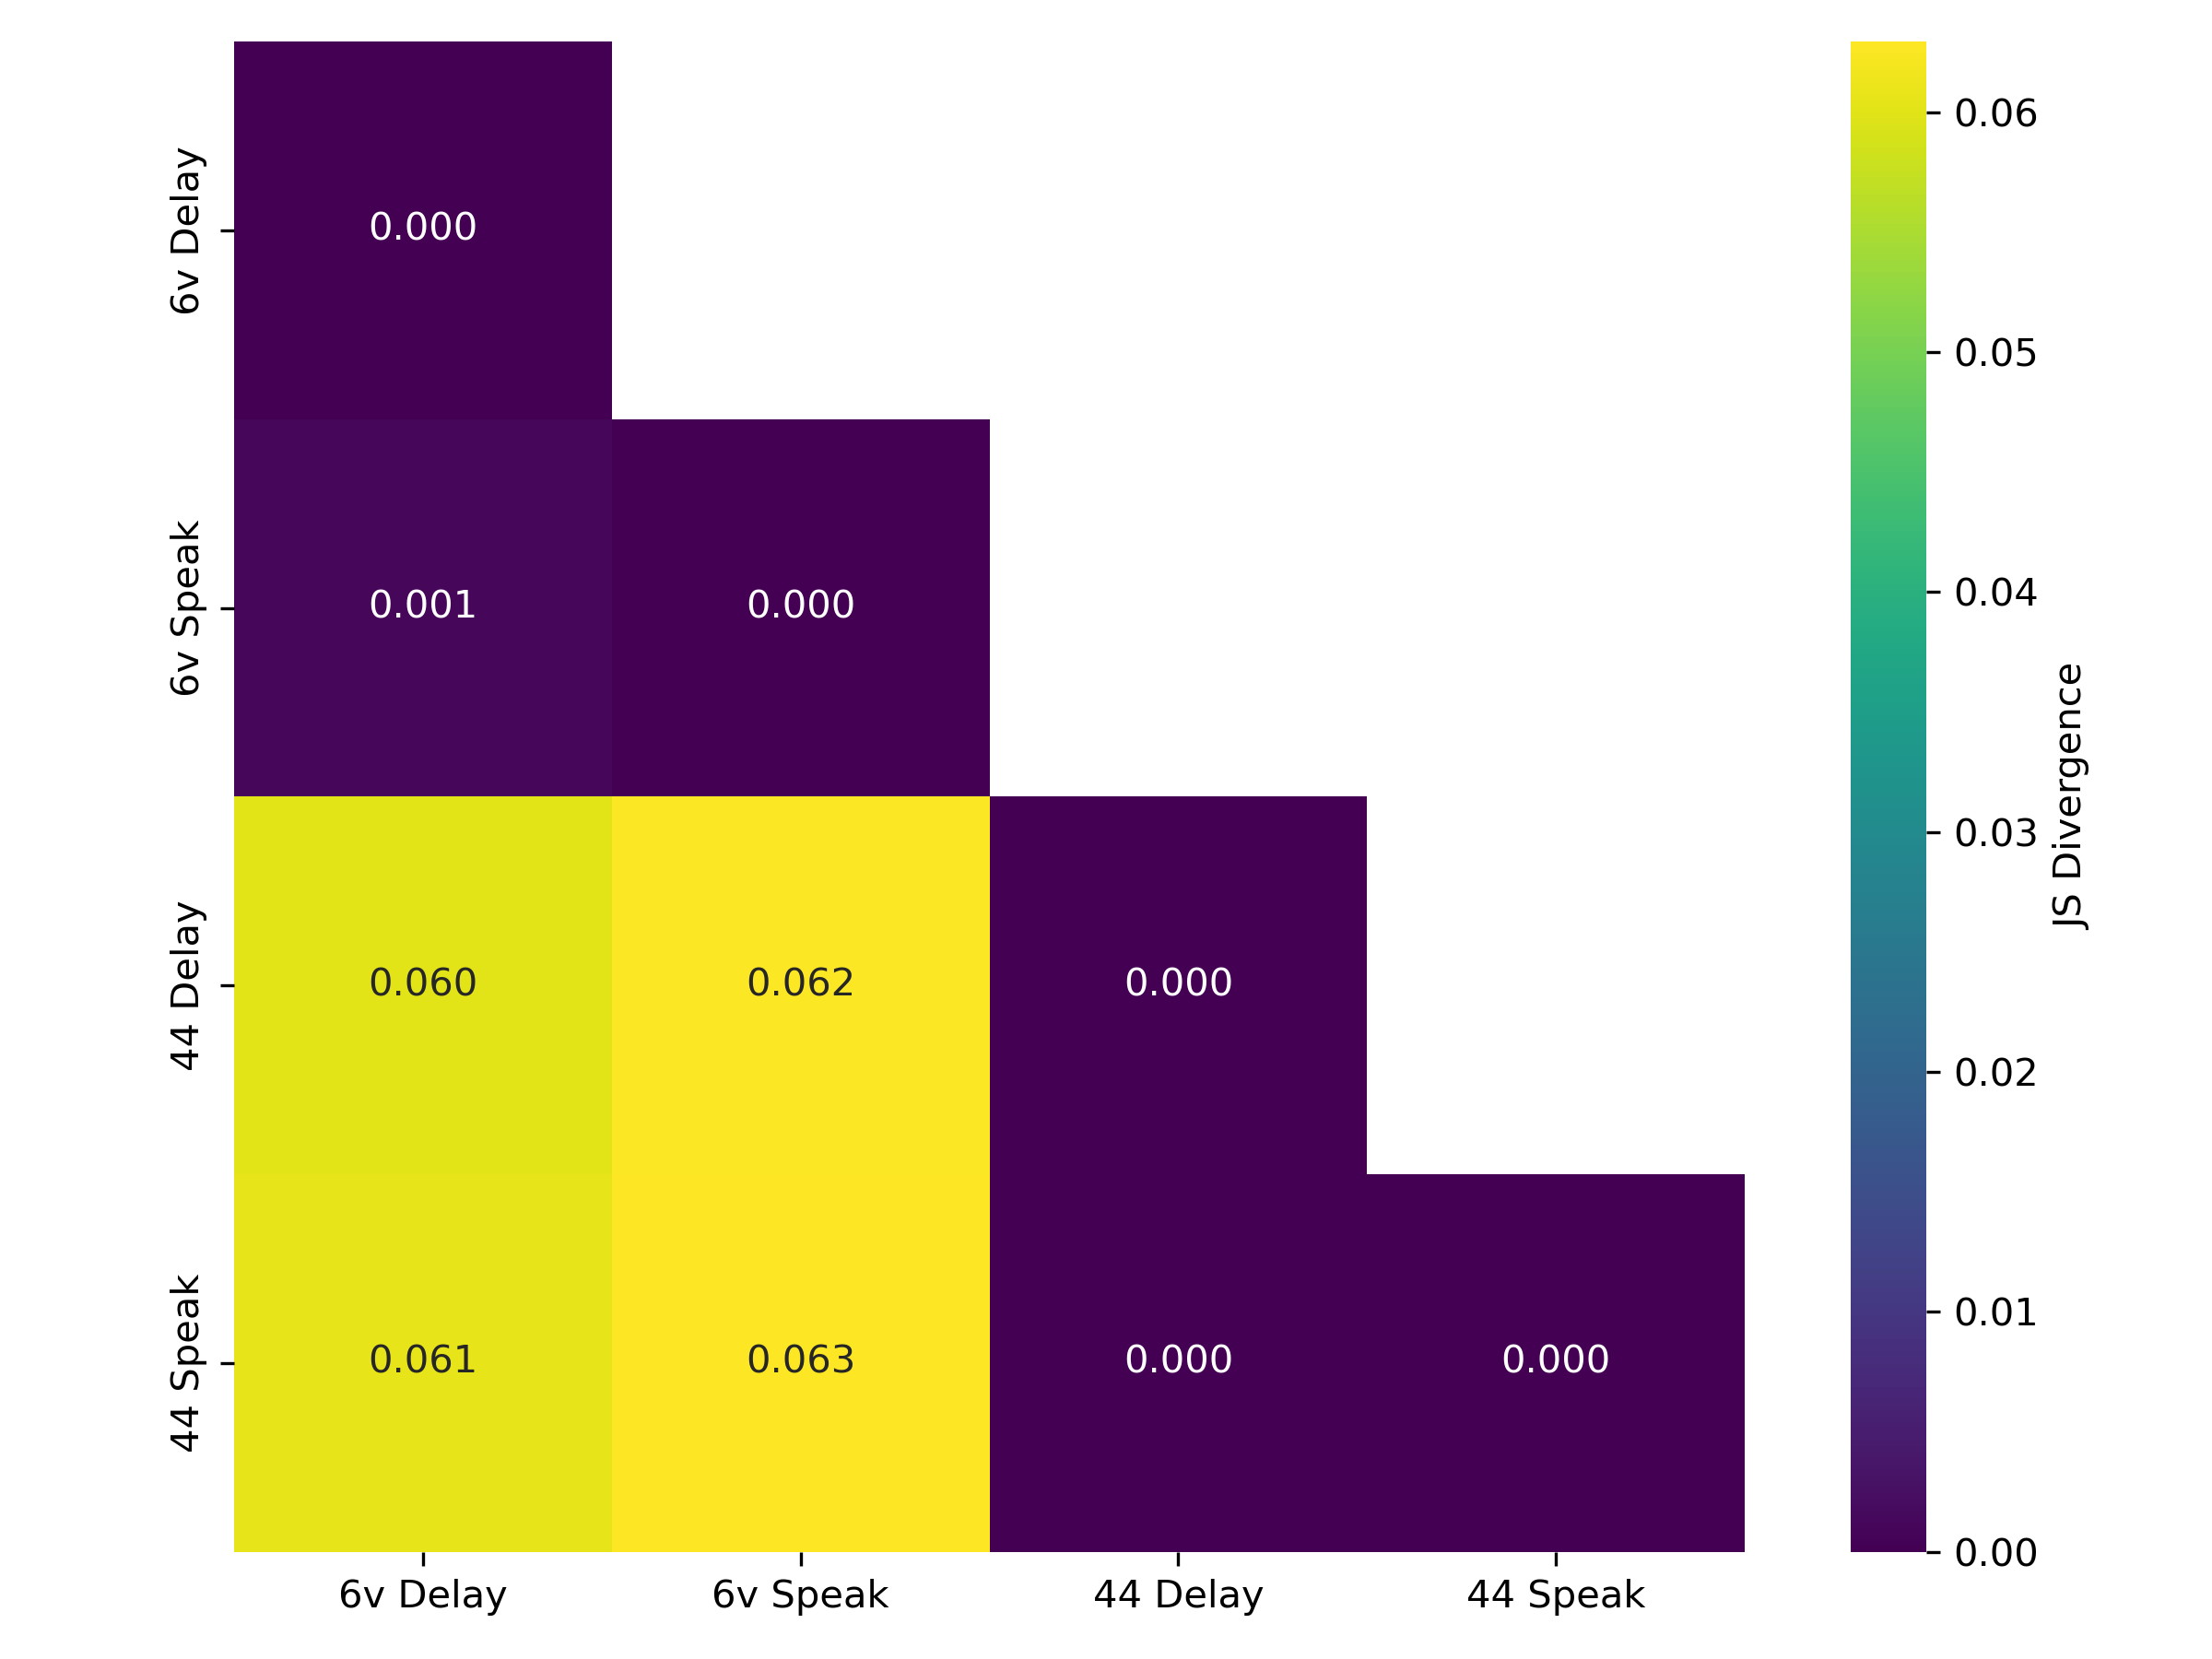 6v Delay
0.000
6v Speak
0.001 0.000
44 Delay
0.060 0.062 0.000
44 Speak
0.061 0.063 0.000 0.000
6v Delay 6v Speak 44 Delay 44 Speak
0.06
0.05
0.04
0.03
0.02
0.01
0.00
JS Divergence